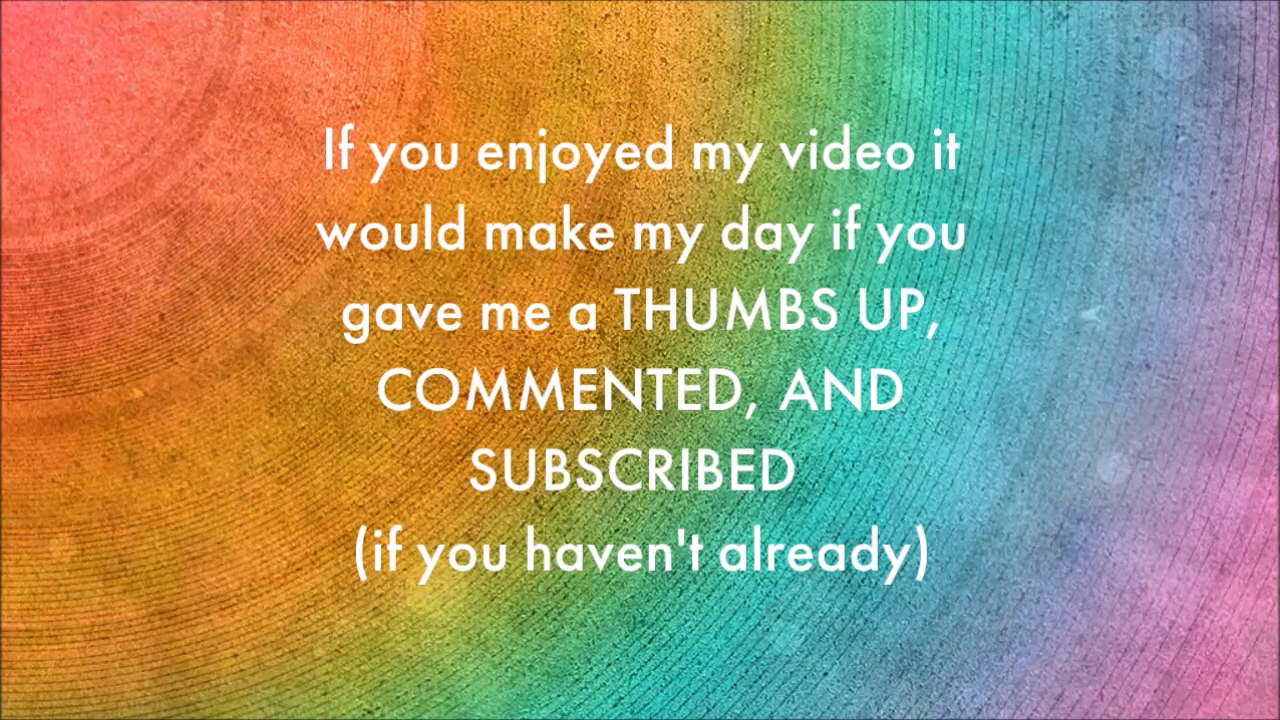 If you enjoyed my video it
would make my day if you
gave me a THUMBS UP,
COMMENTED, AND
SUBSCRIBED
(if you haven't already)